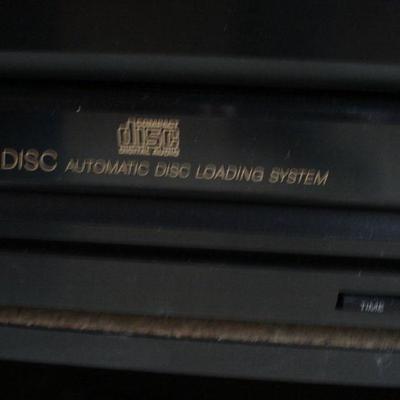 COMPACT
disc
DIGITAL AUDIO
DISC AUTOMATIC DISC LOADING SYSTEM
TIME